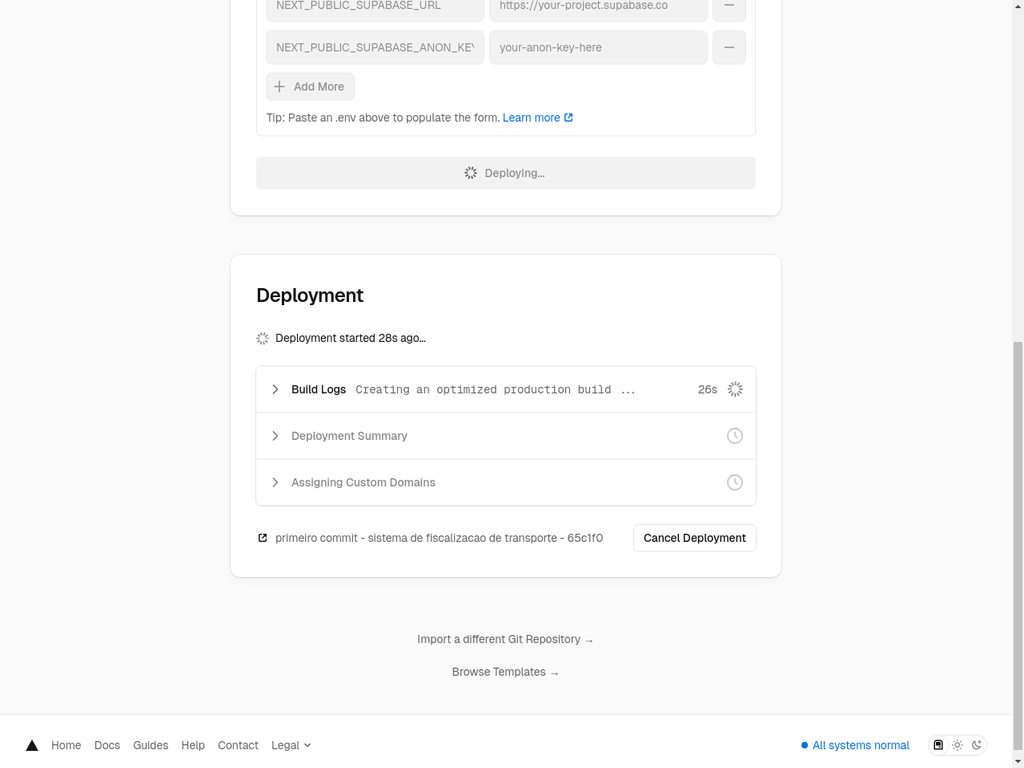 NEXT_PUBLIC_SUPABASE_URL https://your-project.supabase.co
NEXT_PUBLIC_SUPABASE_ANON_KEY your-anon-key-here
Add More
Tip: Paste an .env above to populate the form. Learn more
Deploying...
Deployment
Deployment started 28s ago...
Build Logs Creating an optimized production build ... 26s
Deployment Summary
Assigning Custom Domains
primeiro commit - sistema de fiscalizacao de transporte - 65c1f0 Cancel Deployment
Import a different Git Repository →
Browse Templates →
Home Docs Guides Help Contact Legal All systems normal